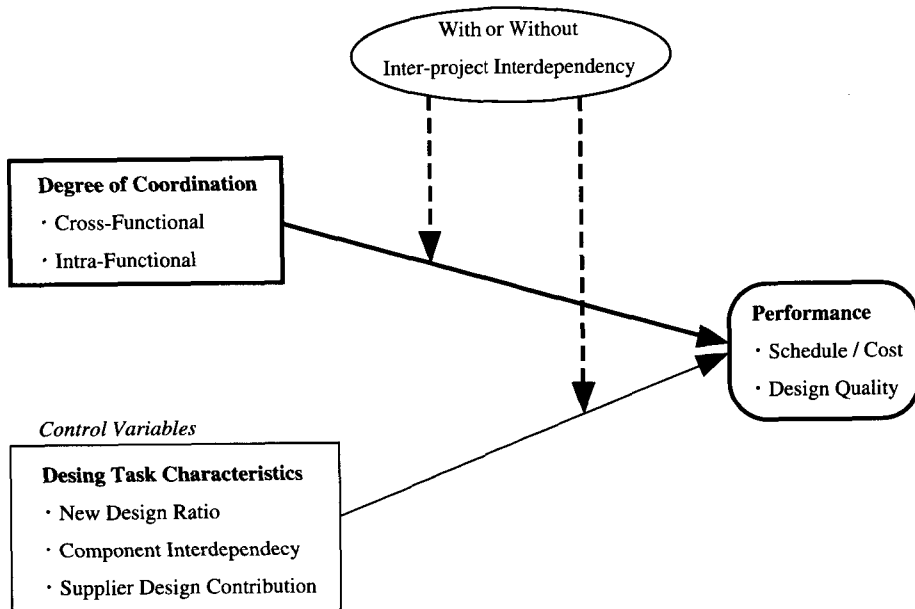 With or Without
Inter-project Interdependency
Degree of Coordination
· Cross-Functional
· Intra-Functional
Performance
· Schedule / Cost
· Design Quality
Control Variables
Desing Task Characteristics
· New Design Ratio
· Component Interdependecy
· Supplier Design Contribution